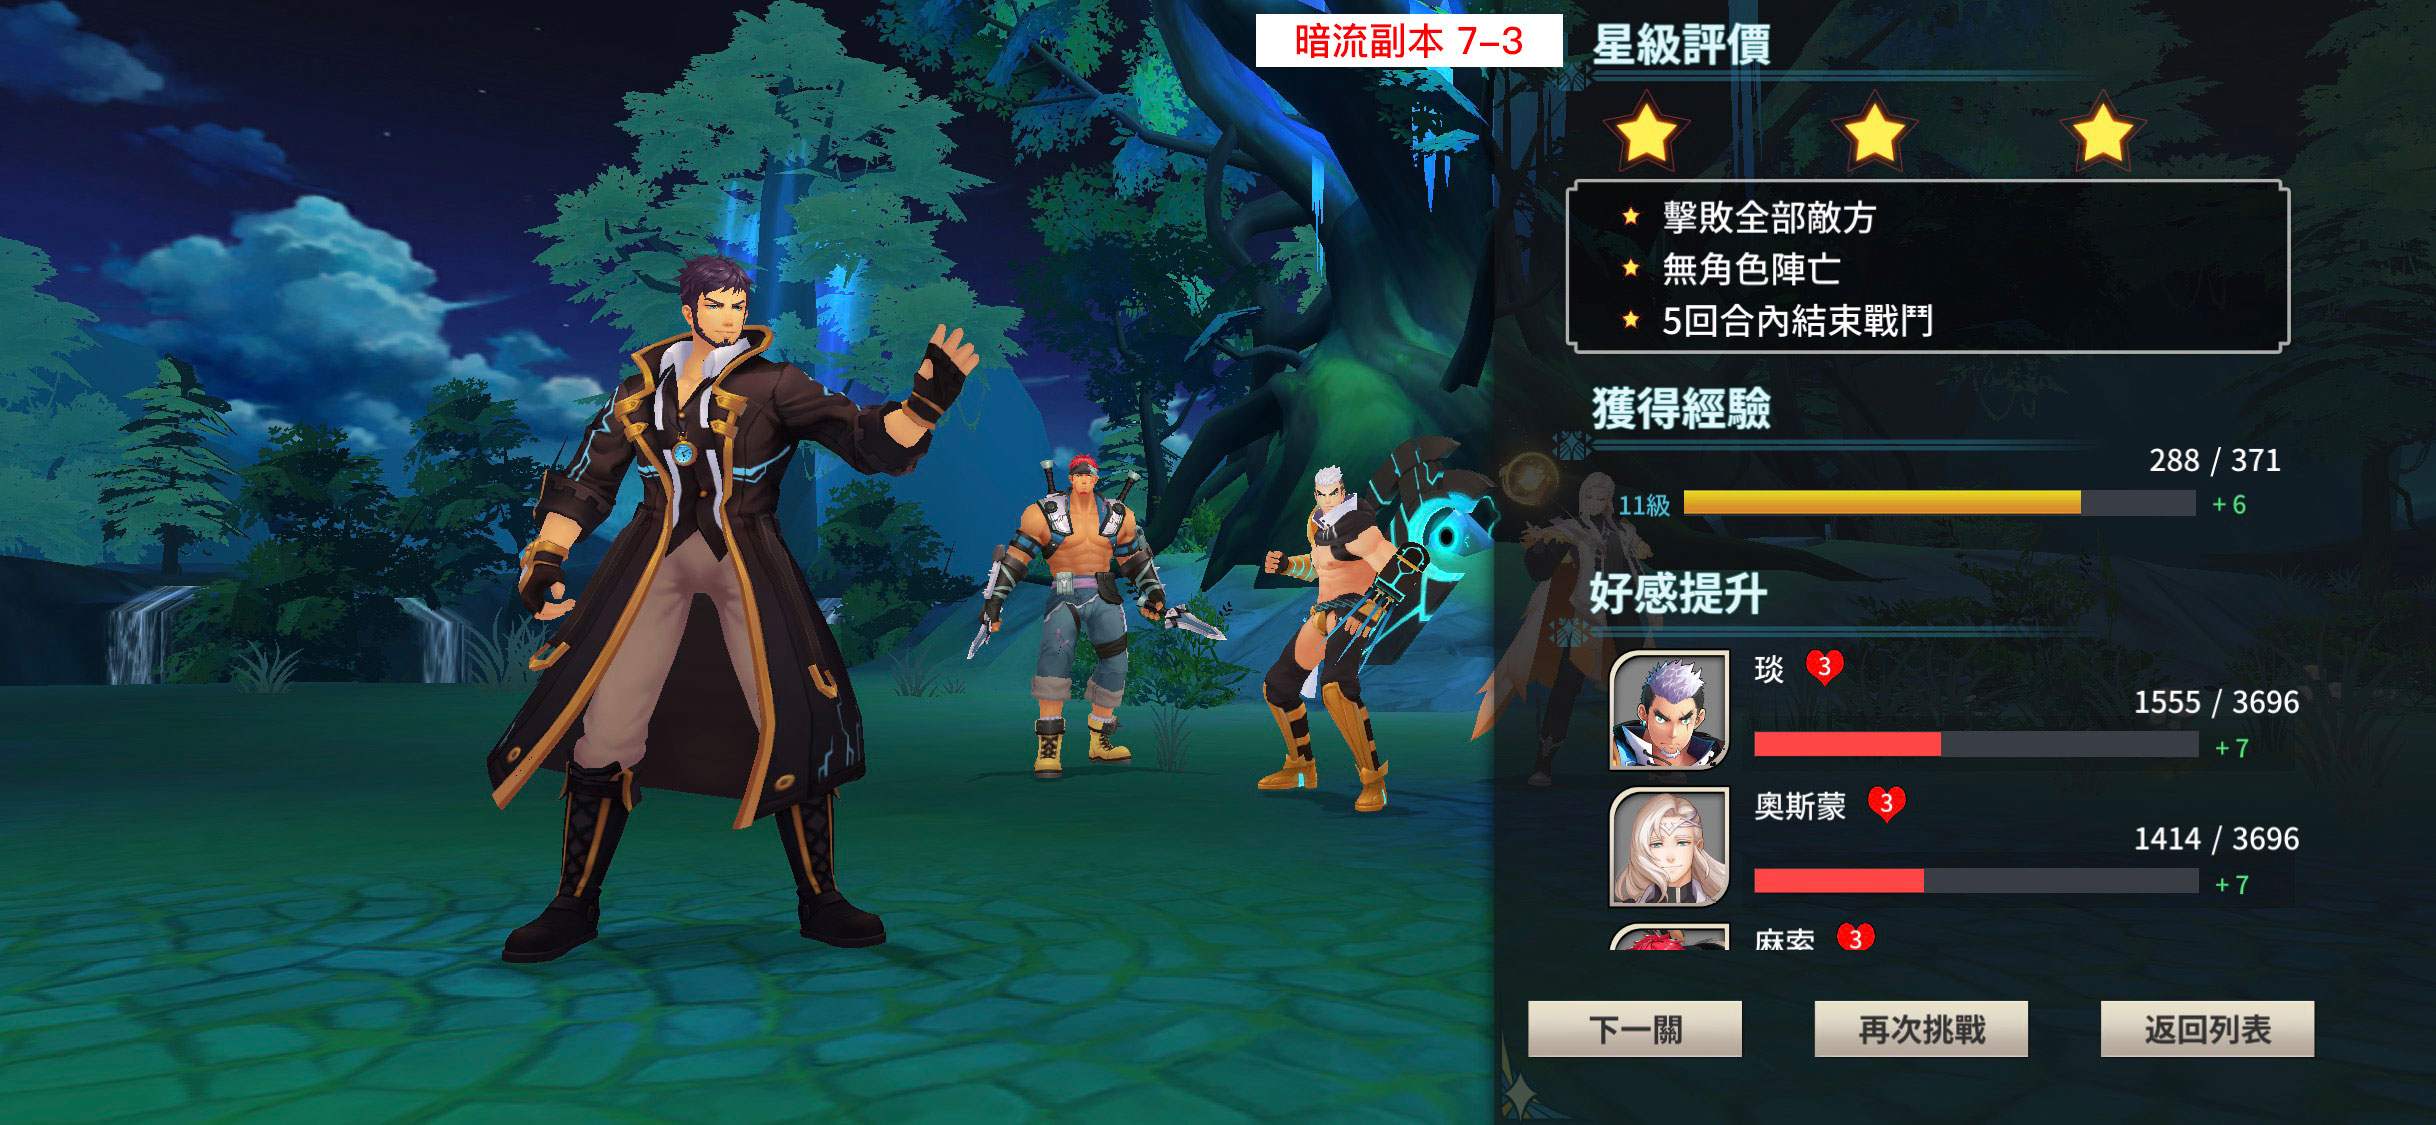 暗流副本 7-3
星級評價
擊敗全部敵方
無角色陣亡
5回合內結束戰鬥
獲得經驗
288 / 371
11級
+6
好感提升
琰 3
1555 / 3696
+7
奧斯蒙 3
1414 / 3696
+7
麻索 3
下一關
再次挑戰
返回列表